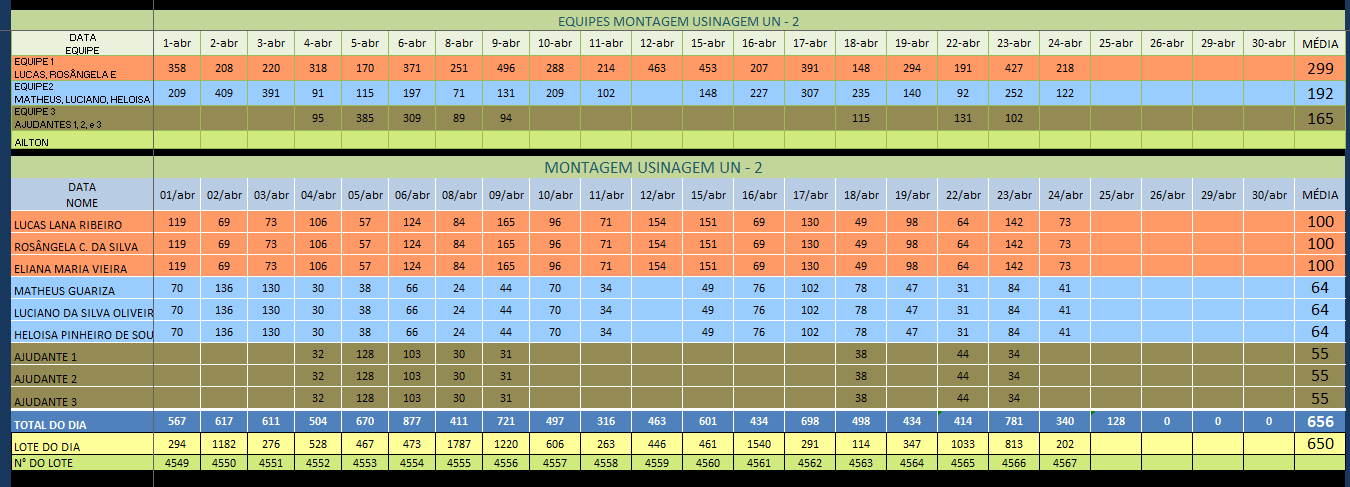 EQUIPES MONTAGEM USINAGEM UN - 2
DATA
EQUIPE 1-abr 2-abr 3-abr 4-abr 5-abr 6-abr 8-abr 9-abr 10-abr 11-abr 12-abr 15-abr 16-abr 17-abr 18-abr 19-abr 22-abr 23-abr 24-abr 25-abr 26-abr 29-abr 30-abr MÉDIA
EQUIPE 1
LUCAS, ROSÂNGELA E 358 208 220 318 170 371 251 496 288 214 463 453 207 391 148 294 191 427 218 299
EQUIPE2
MATHEUS, LUCIANO, HELOISA 209 409 391 91 115 197 71 131 209 102 148 227 307 235 140 92 252 122 192
EQUIPE 3
AJUDANTES 1, 2, e 3 95 385 309 89 94 115 131 102 165
AILTON
MONTAGEM USINAGEM UN - 2
DATA
NOME 01/abr 02/abr 03/abr 04/abr 05/abr 06/abr 08/abr 09/abr 10/abr 11/abr 12/abr 15/abr 16/abr 17/abr 18/abr 19/abr 22/abr 23/abr 24/abr 25/abr 26/abr 29/abr 30/abr MÉDIA
LUCAS LANA RIBEIRO 119 69 73 106 57 124 84 165 96 71 154 151 69 130 49 98 64 142 73 100
ROSÂNGELA C. DA SILVA 119 69 73 106 57 124 84 165 96 71 154 151 69 130 49 98 64 142 73 100
ELIANA MARIA VIEIRA 119 69 73 106 57 124 84 165 96 71 154 151 69 130 49 98 64 142 73 100
MATHEUS GUARIZA 70 136 130 30 38 66 24 44 70 34 49 76 102 78 47 31 84 41 64
LUCIANO DA SILVA OLIVEIR 70 136 130 30 38 66 24 44 70 34 49 76 102 78 47 31 84 41 64
HELOISA PINHEIRO DE SOU 70 136 130 30 38 66 24 44 70 34 49 76 102 78 47 31 84 41 64
AJUDANTE 1 32 128 103 30 31 38 44 34 55
AJUDANTE 2 32 128 103 30 31 38 44 34 55
AJUDANTE 3 32 128 103 30 31 38 44 34 55
TOTAL DO DIA 567 617 611 504 670 877 411 721 497 316 463 601 434 698 498 434 414 781 340 128 0 0 0 656
LOTE DO DIA 294 1182 276 528 467 473 1787 1220 606 263 446 461 1540 291 114 347 1033 813 202 650
N° DO LOTE 4549 4550 4551 4552 4553 4554 4555 4556 4557 4558 4559 4560 4561 4562 4563 4564 4565 4566 4567